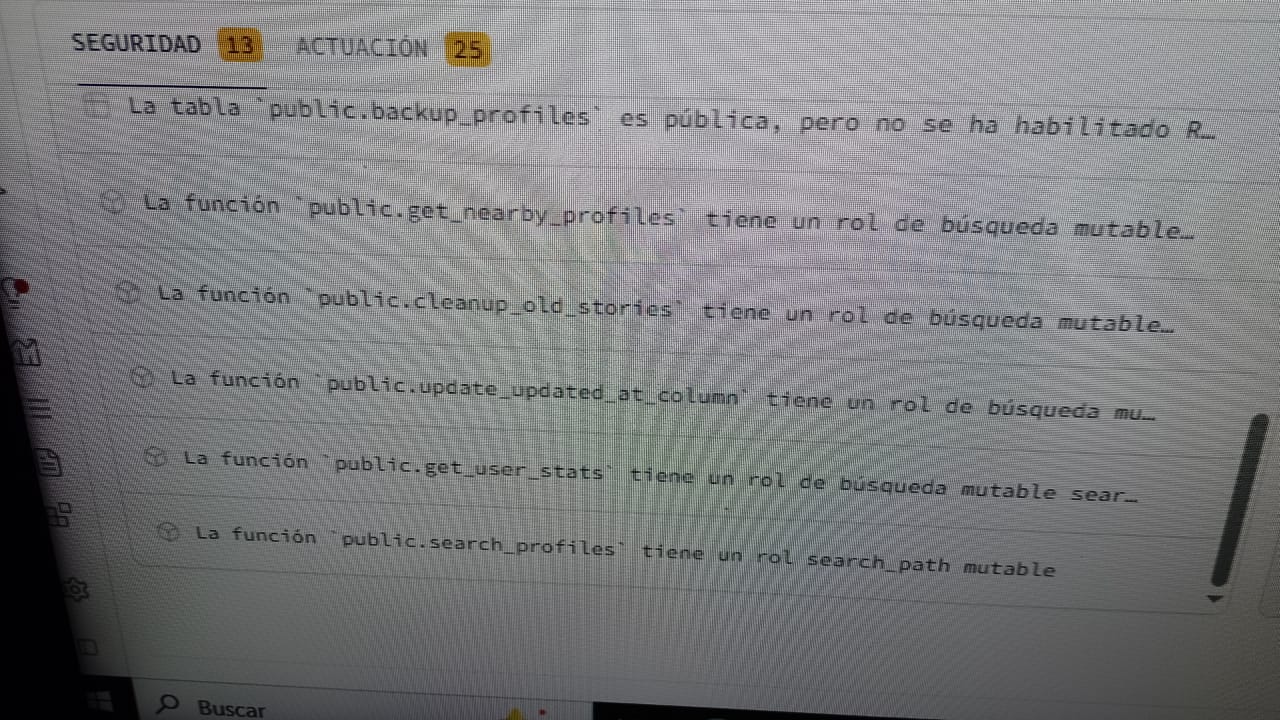 SEGURIDAD 13 ACTUACIÓN 25
La tabla `public.backup_profiles` es pública, pero no se ha habilitado R…
La función `public.get_nearby_profiles` tiene un rol de búsqueda mutable…
La función `public.cleanup_old_stories` tiene un rol de búsqueda mutable…
La función `public.update_updated_at_column` tiene un rol de búsqueda mu…
La función `public.get_user_stats` tiene un rol de búsqueda mutable sear…
La función `public.search_profiles` tiene un rol search_path mutable
Buscar